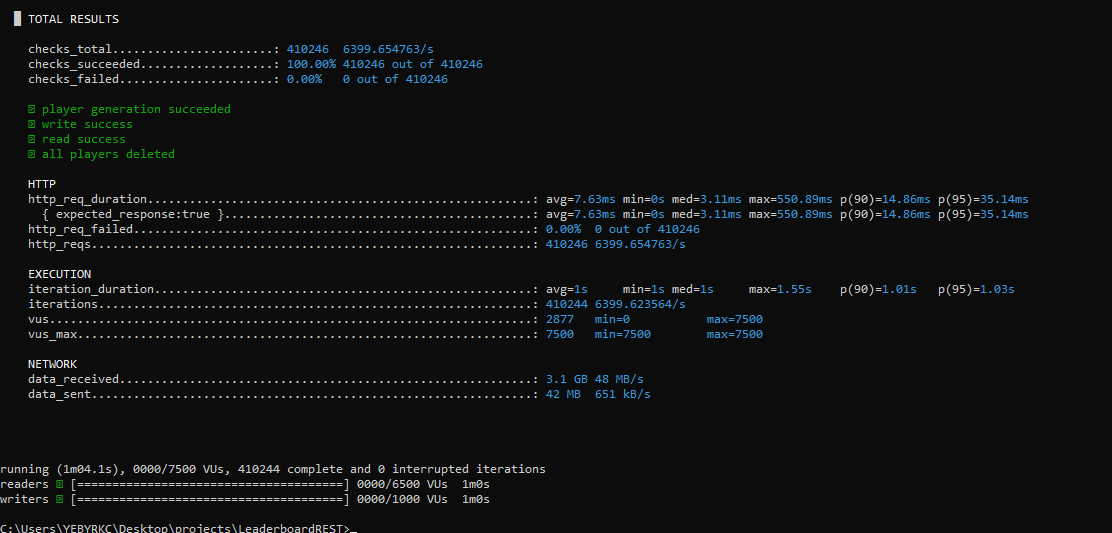 █ TOTAL RESULTS
checks_total.......................: 410246 6399.654763/s
checks_succeeded...................: 100.00% 410246 out of 410246
checks_failed......................: 0.00% 0 out of 410246
player generation succeeded
write success
read success
all players deleted
HTTP
http_req_duration.......................................................: avg=7.63ms min=0s med=3.11ms max=550.89ms p(90)=14.86ms p(95)=35.14ms
{ expected_response:true }............................................: avg=7.63ms min=0s med=3.11ms max=550.89ms p(90)=14.86ms p(95)=35.14ms
http_req_failed.........................................................: 0.00% 0 out of 410246
http_reqs...............................................................: 410246 6399.654763/s
EXECUTION
iteration_duration......................................................: avg=1s min=1s med=1s max=1.55s p(90)=1.01s p(95)=1.03s
iterations..............................................................: 410244 6399.623564/s
vus.....................................................................: 2877 min=0 max=7500
vus_max.................................................................: 7500 min=7500 max=7500
NETWORK
data_received...........................................................: 3.1 GB 48 MB/s
data_sent...............................................................: 42 MB 651 kB/s
running (1m04.1s), 0000/7500 VUs, 410244 complete and 0 interrupted iterations
readers [======================================] 0000/6500 VUs 1m0s
writers [======================================] 0000/1000 VUs 1m0s
C:\Users\YEBYRKC\Desktop\projects\LeaderboardREST>_